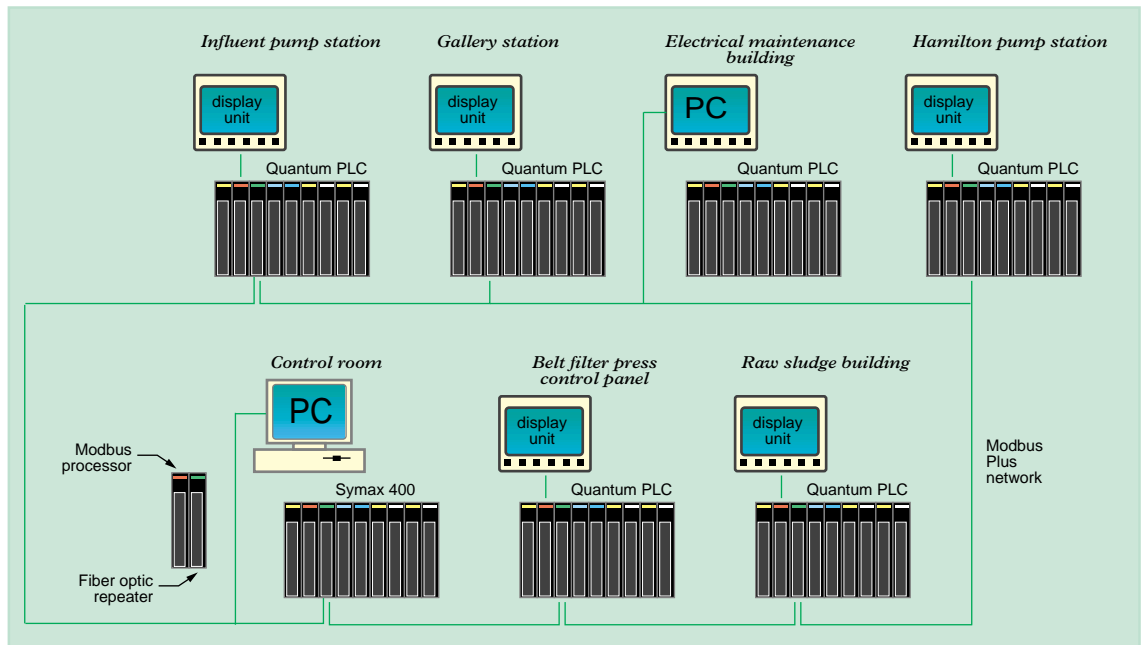 Influent pump station
Gallery station
Electrical maintenance
building
Hamilton pump station
display
unit
display
unit
PC
display
unit
Quantum PLC
Quantum PLC
Quantum PLC
Quantum PLC
Control room
Belt filter press
control panel
Raw sludge building
PC
display
unit
display
unit
Modbus
processor
Modbus
Plus
network
Symax 400
Quantum PLC
Quantum PLC
Fiber optic
repeater